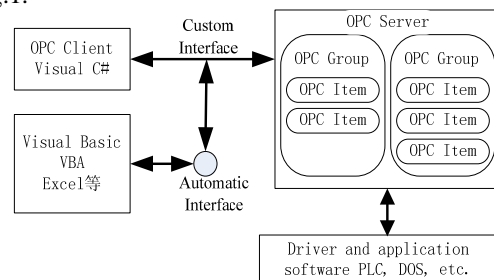 Custom
Interface
OPC Client
Visual C#
Visual Basic
VBA
Excel等
Automatic
Interface
OPC Server
OPC Group
OPC Item
OPC Item
OPC Group
OPC Item
OPC Item
OPC Item
Driver and application
software PLC, DOS, etc.